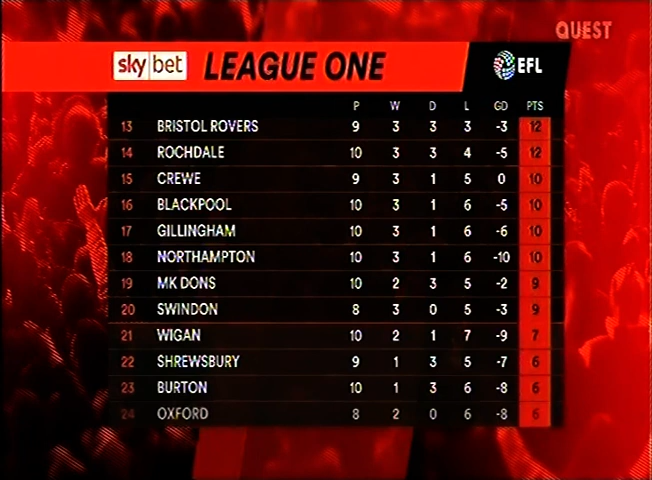 QUEST
sky bet LEAGUE ONE EFL
P W D L GD PTS
13 BRISTOL ROVERS 9 3 3 3 -3 12
14 ROCHDALE 10 3 3 4 -5 12
15 CREWE 9 3 1 5 0 10
16 BLACKPOOL 10 3 1 6 -5 10
17 GILLINGHAM 10 3 1 6 -6 10
18 NORTHAMPTON 10 3 1 6 -10 10
19 MK DONS 10 2 3 5 -2 9
20 SWINDON 8 3 0 5 -3 9
21 WIGAN 10 2 1 7 -9 7
22 SHREWSBURY 9 1 3 5 -7 6
23 BURTON 10 1 3 6 -8 6
24 OXFORD 8 2 0 6 -8 6